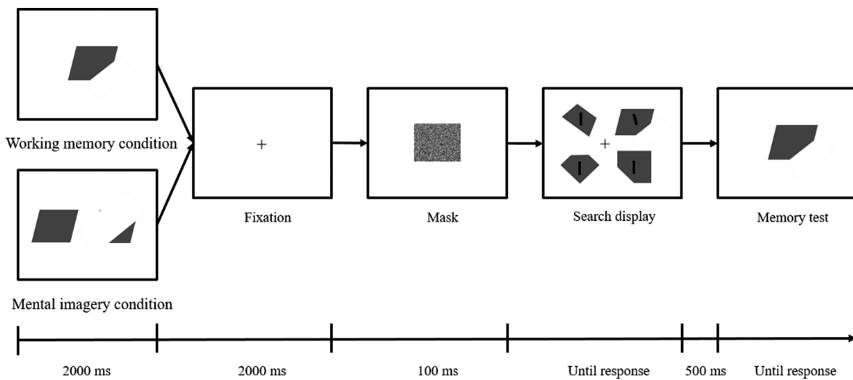 Working memory condition
Mental imagery condition
+
Fixation
Mask
+
Search display
Memory test
2000 ms
2000 ms
100 ms
Until response
500 ms
Until response